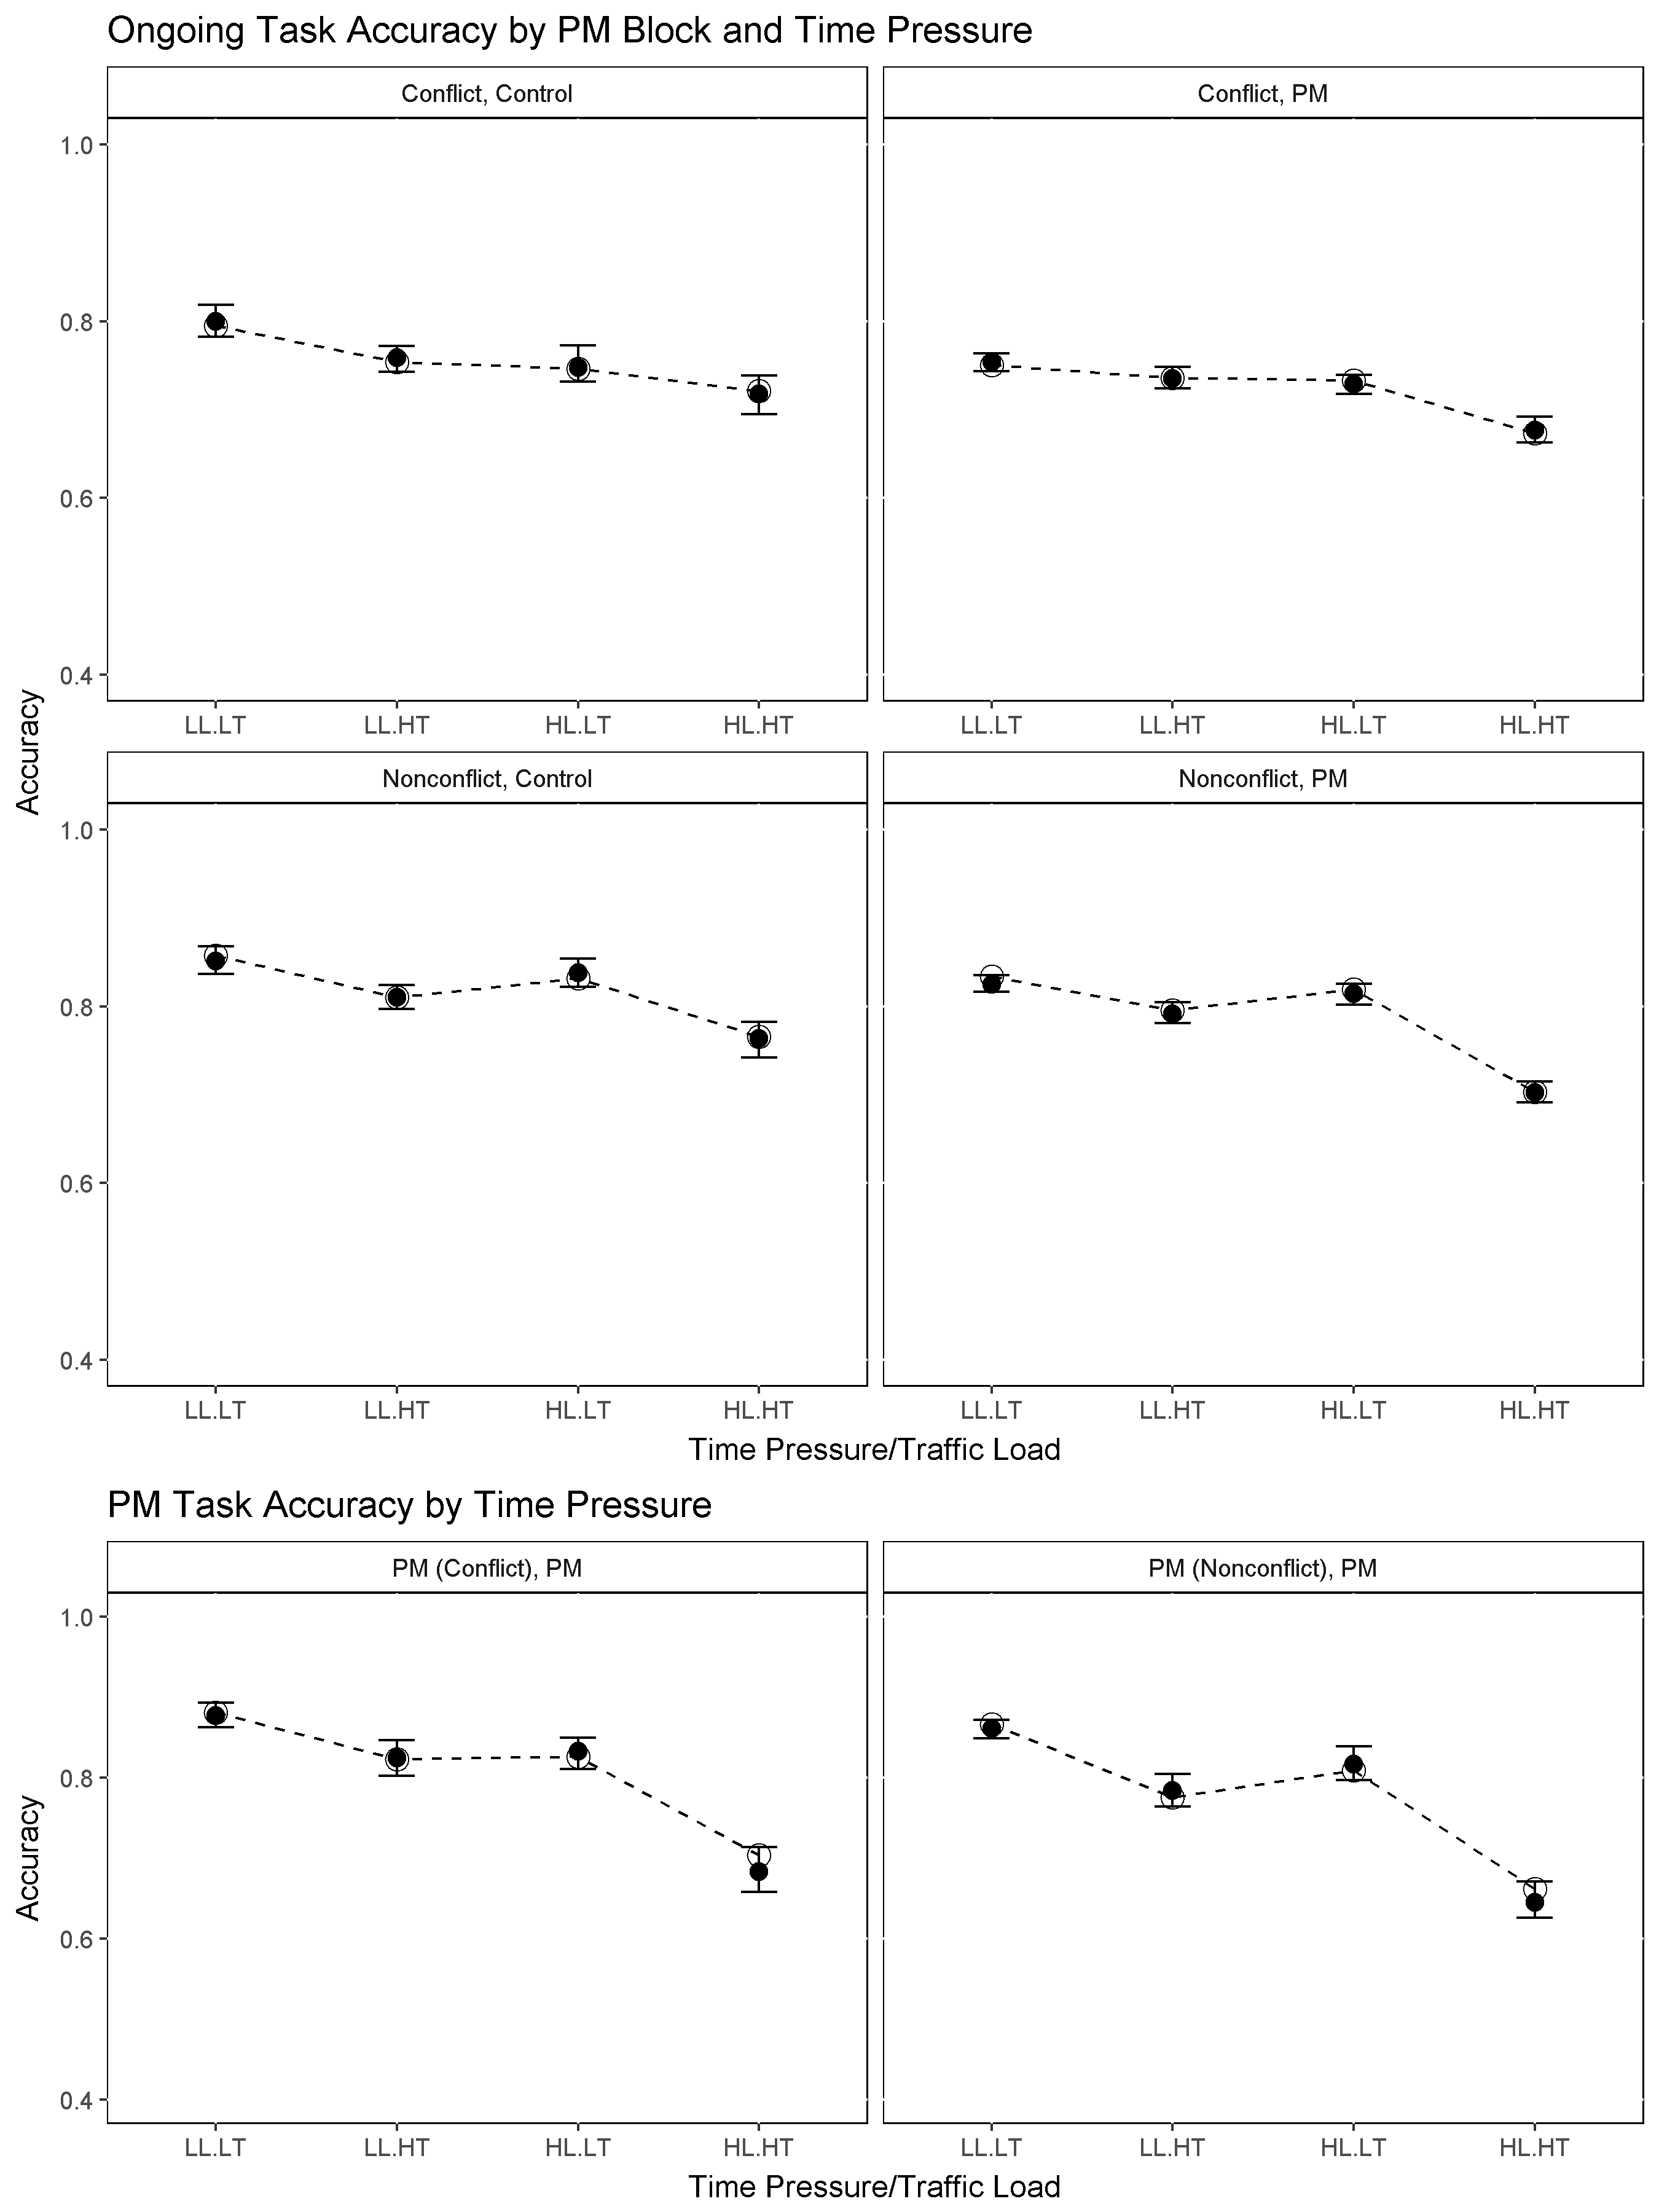 Ongoing Task Accuracy by PM Block and Time Pressure
Conflict, Control
Conflict, PM
1.0
0.8
0.6
0.4
LL.LT LL.HT HL.LT HL.HT
LL.LT LL.HT HL.LT HL.HT
Accuracy
Nonconflict, Control
Nonconflict, PM
1.0
0.8
0.6
0.4
LL.LT LL.HT HL.LT HL.HT
LL.LT LL.HT HL.LT HL.HT
Time Pressure/Traffic Load
PM Task Accuracy by Time Pressure
PM (Conflict), PM
PM (Nonconflict), PM
1.0
0.8
0.6
0.4
Accuracy
LL.LT LL.HT HL.LT HL.HT
LL.LT LL.HT HL.LT HL.HT
Time Pressure/Traffic Load